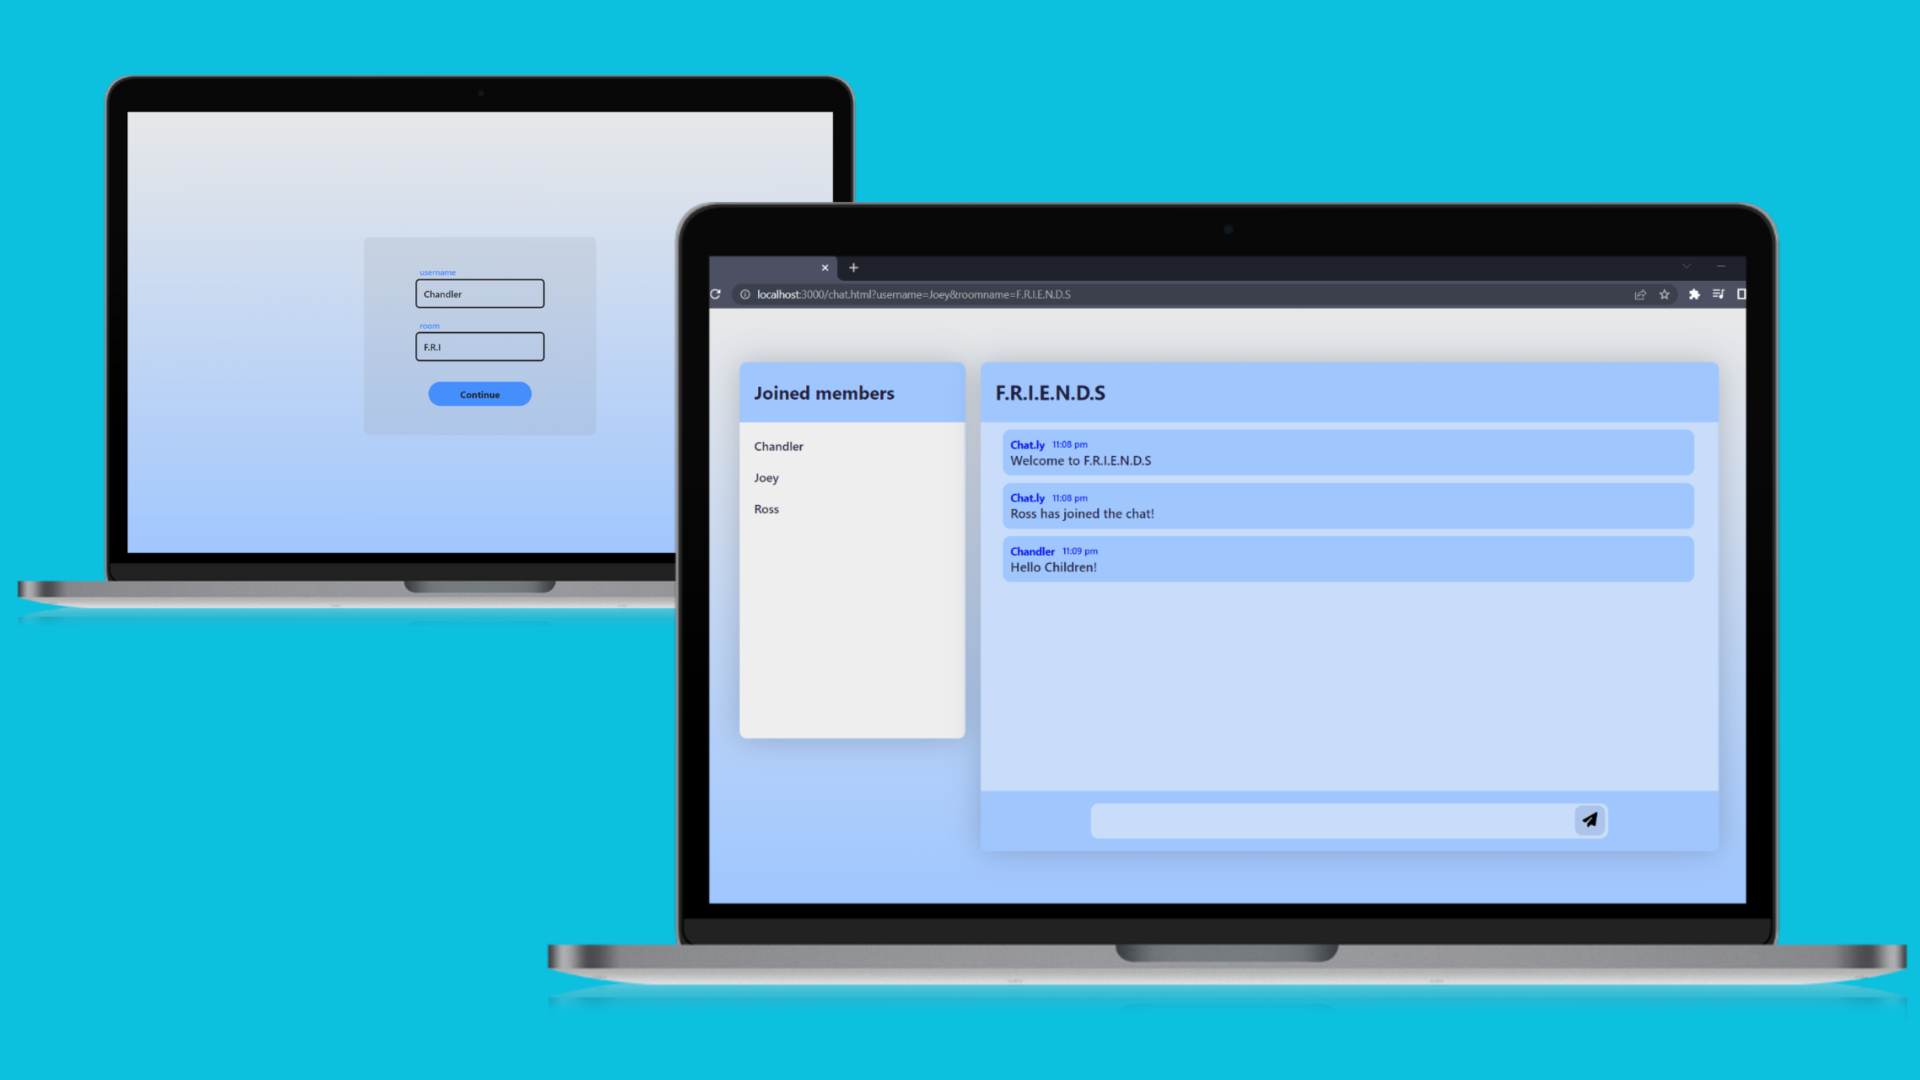 username
Chandler
room
F.R.I
Continue
localhost:3000/chat.html?username=Joey&roomname=F.R.I.E.N.D.S
Joined members
Chandler
Joey
Ross
F.R.I.E.N.D.S
Chat.ly 11:08 pm
Welcome to F.R.I.E.N.D.S
Chat.ly 11:08 pm
Ross has joined the chat!
Chandler 11:09 pm
Hello Children!